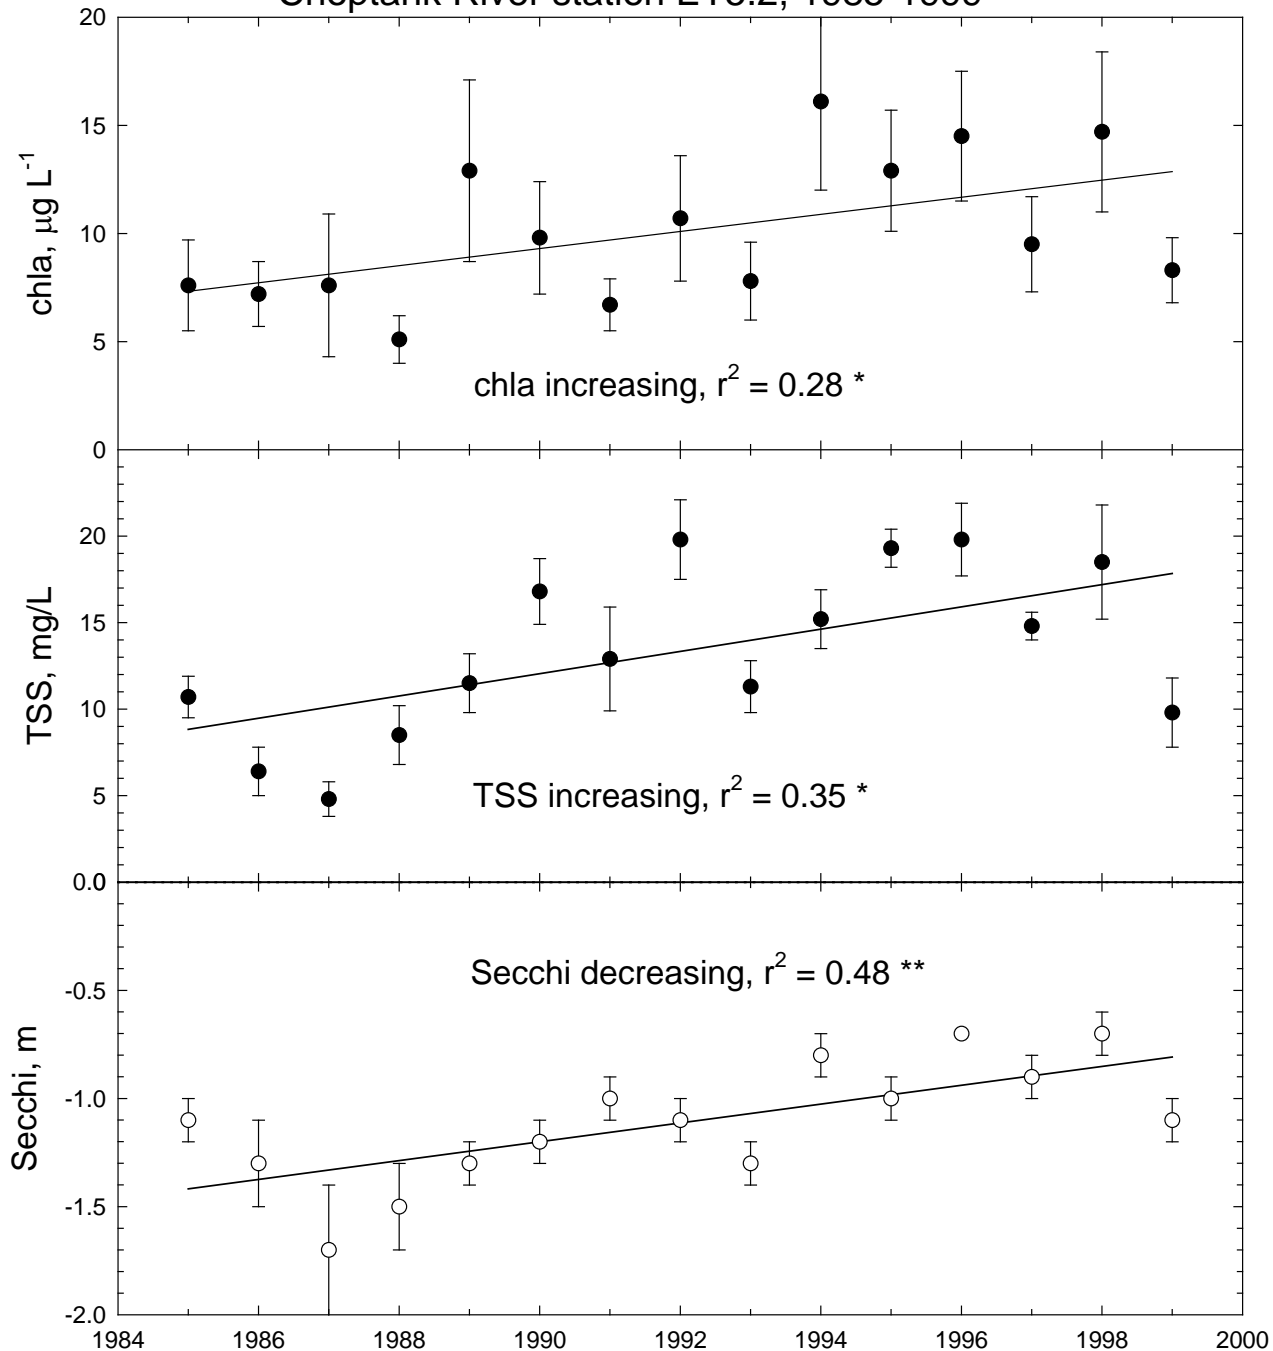 20
15
10
5
0
chla, μg L-1
chla increasing, r2 = 0.28 *
20
15
10
5
0.0
TSS, mg/L
TSS increasing, r2 = 0.35 *
Secchi decreasing, r2 = 0.48 **
-0.5
-1.0
-1.5
-2.0
Secchi, m
1984 1986 1988 1990 1992 1994 1996 1998 2000